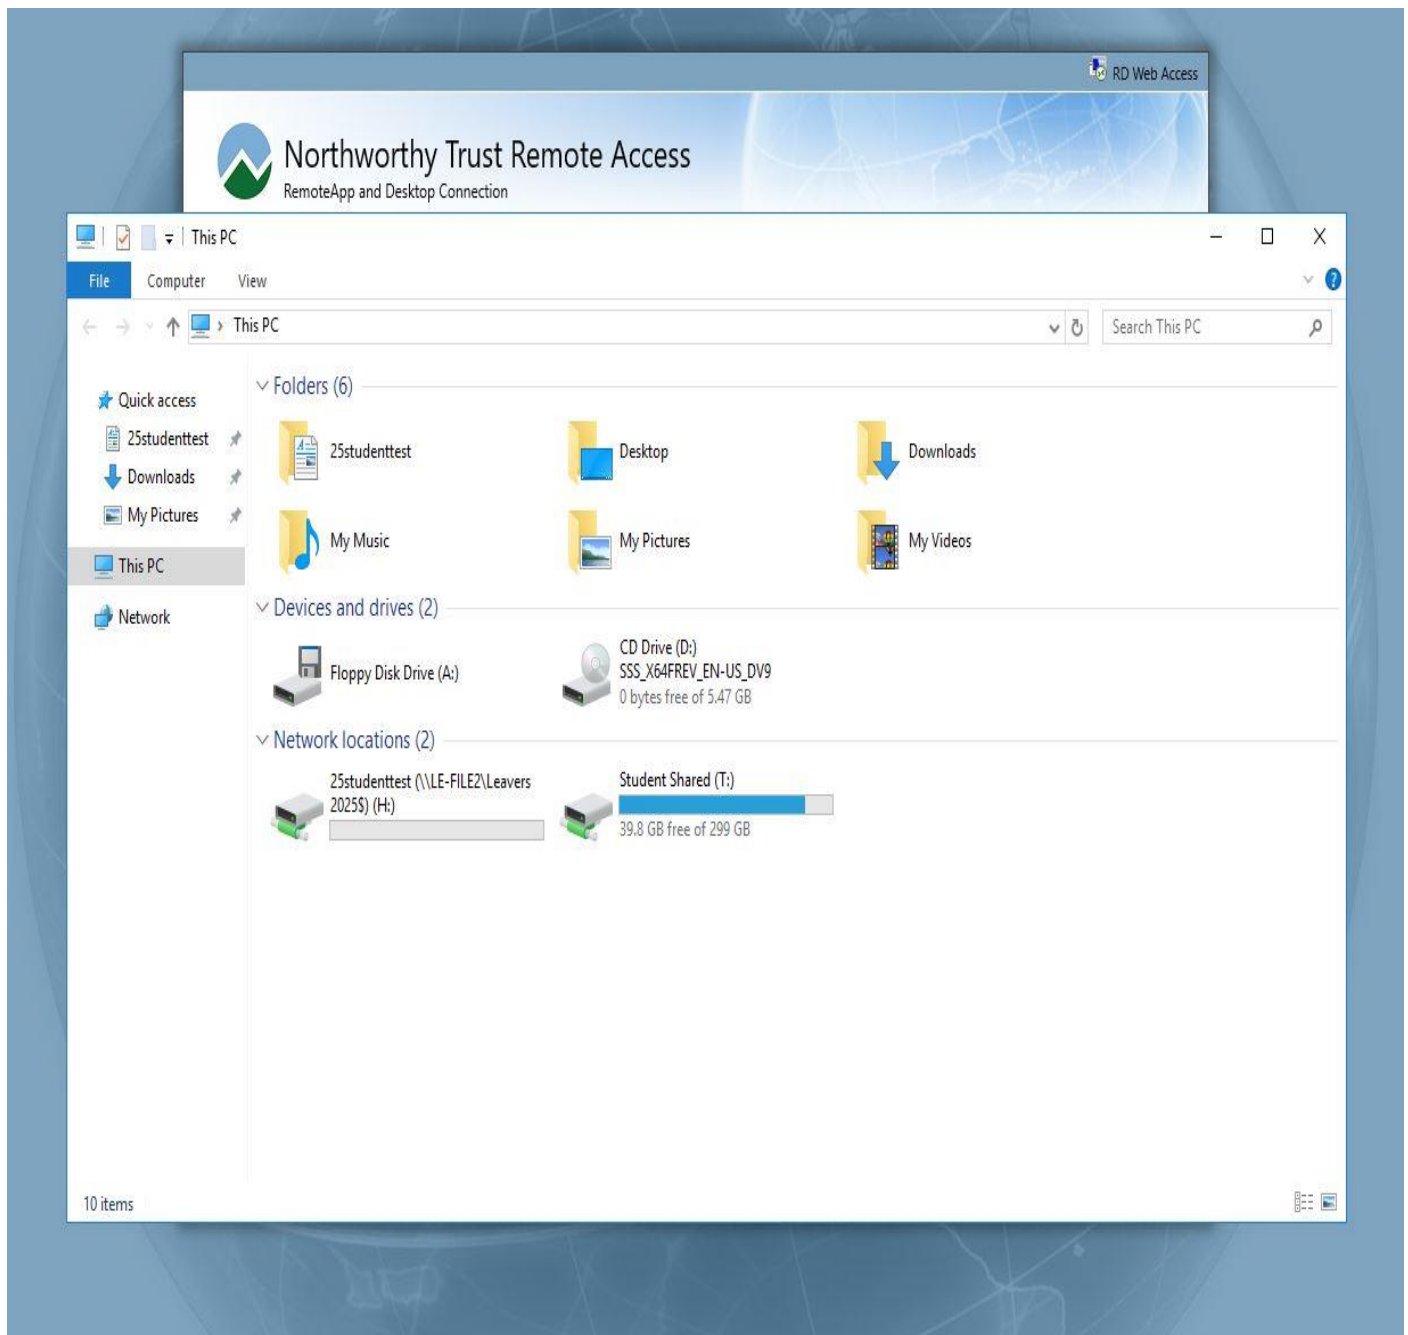 RD Web Access
Northworthy Trust Remote Access
RemoteApp and Desktop Connection
This PC
File Computer View
This PC
Search This PC
Quick access
25studenttest
Downloads
My Pictures
This PC
Network
Folders (6)
25studenttest
Desktop
Downloads
My Music
My Pictures
My Videos
Devices and drives (2)
Floppy Disk Drive (A:)
CD Drive (D:)
SSS_X64FREV_EN-US_DV9
0 bytes free of 5.47 GB
Network locations (2)
25studenttest (\\LE-FILE2\Leavers
2025$) (H:)
Student Shared (T:)
39.8 GB free of 299 GB
10 items